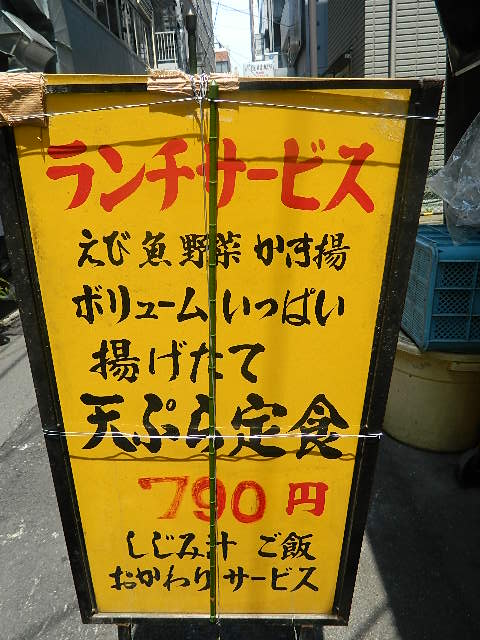 ランチサービス
えび 魚 野菜 かき揚
ボリュームいっぱい
揚げたて
天ぷら定食
790円
しじみ汁 ご飯
おかわりサービス